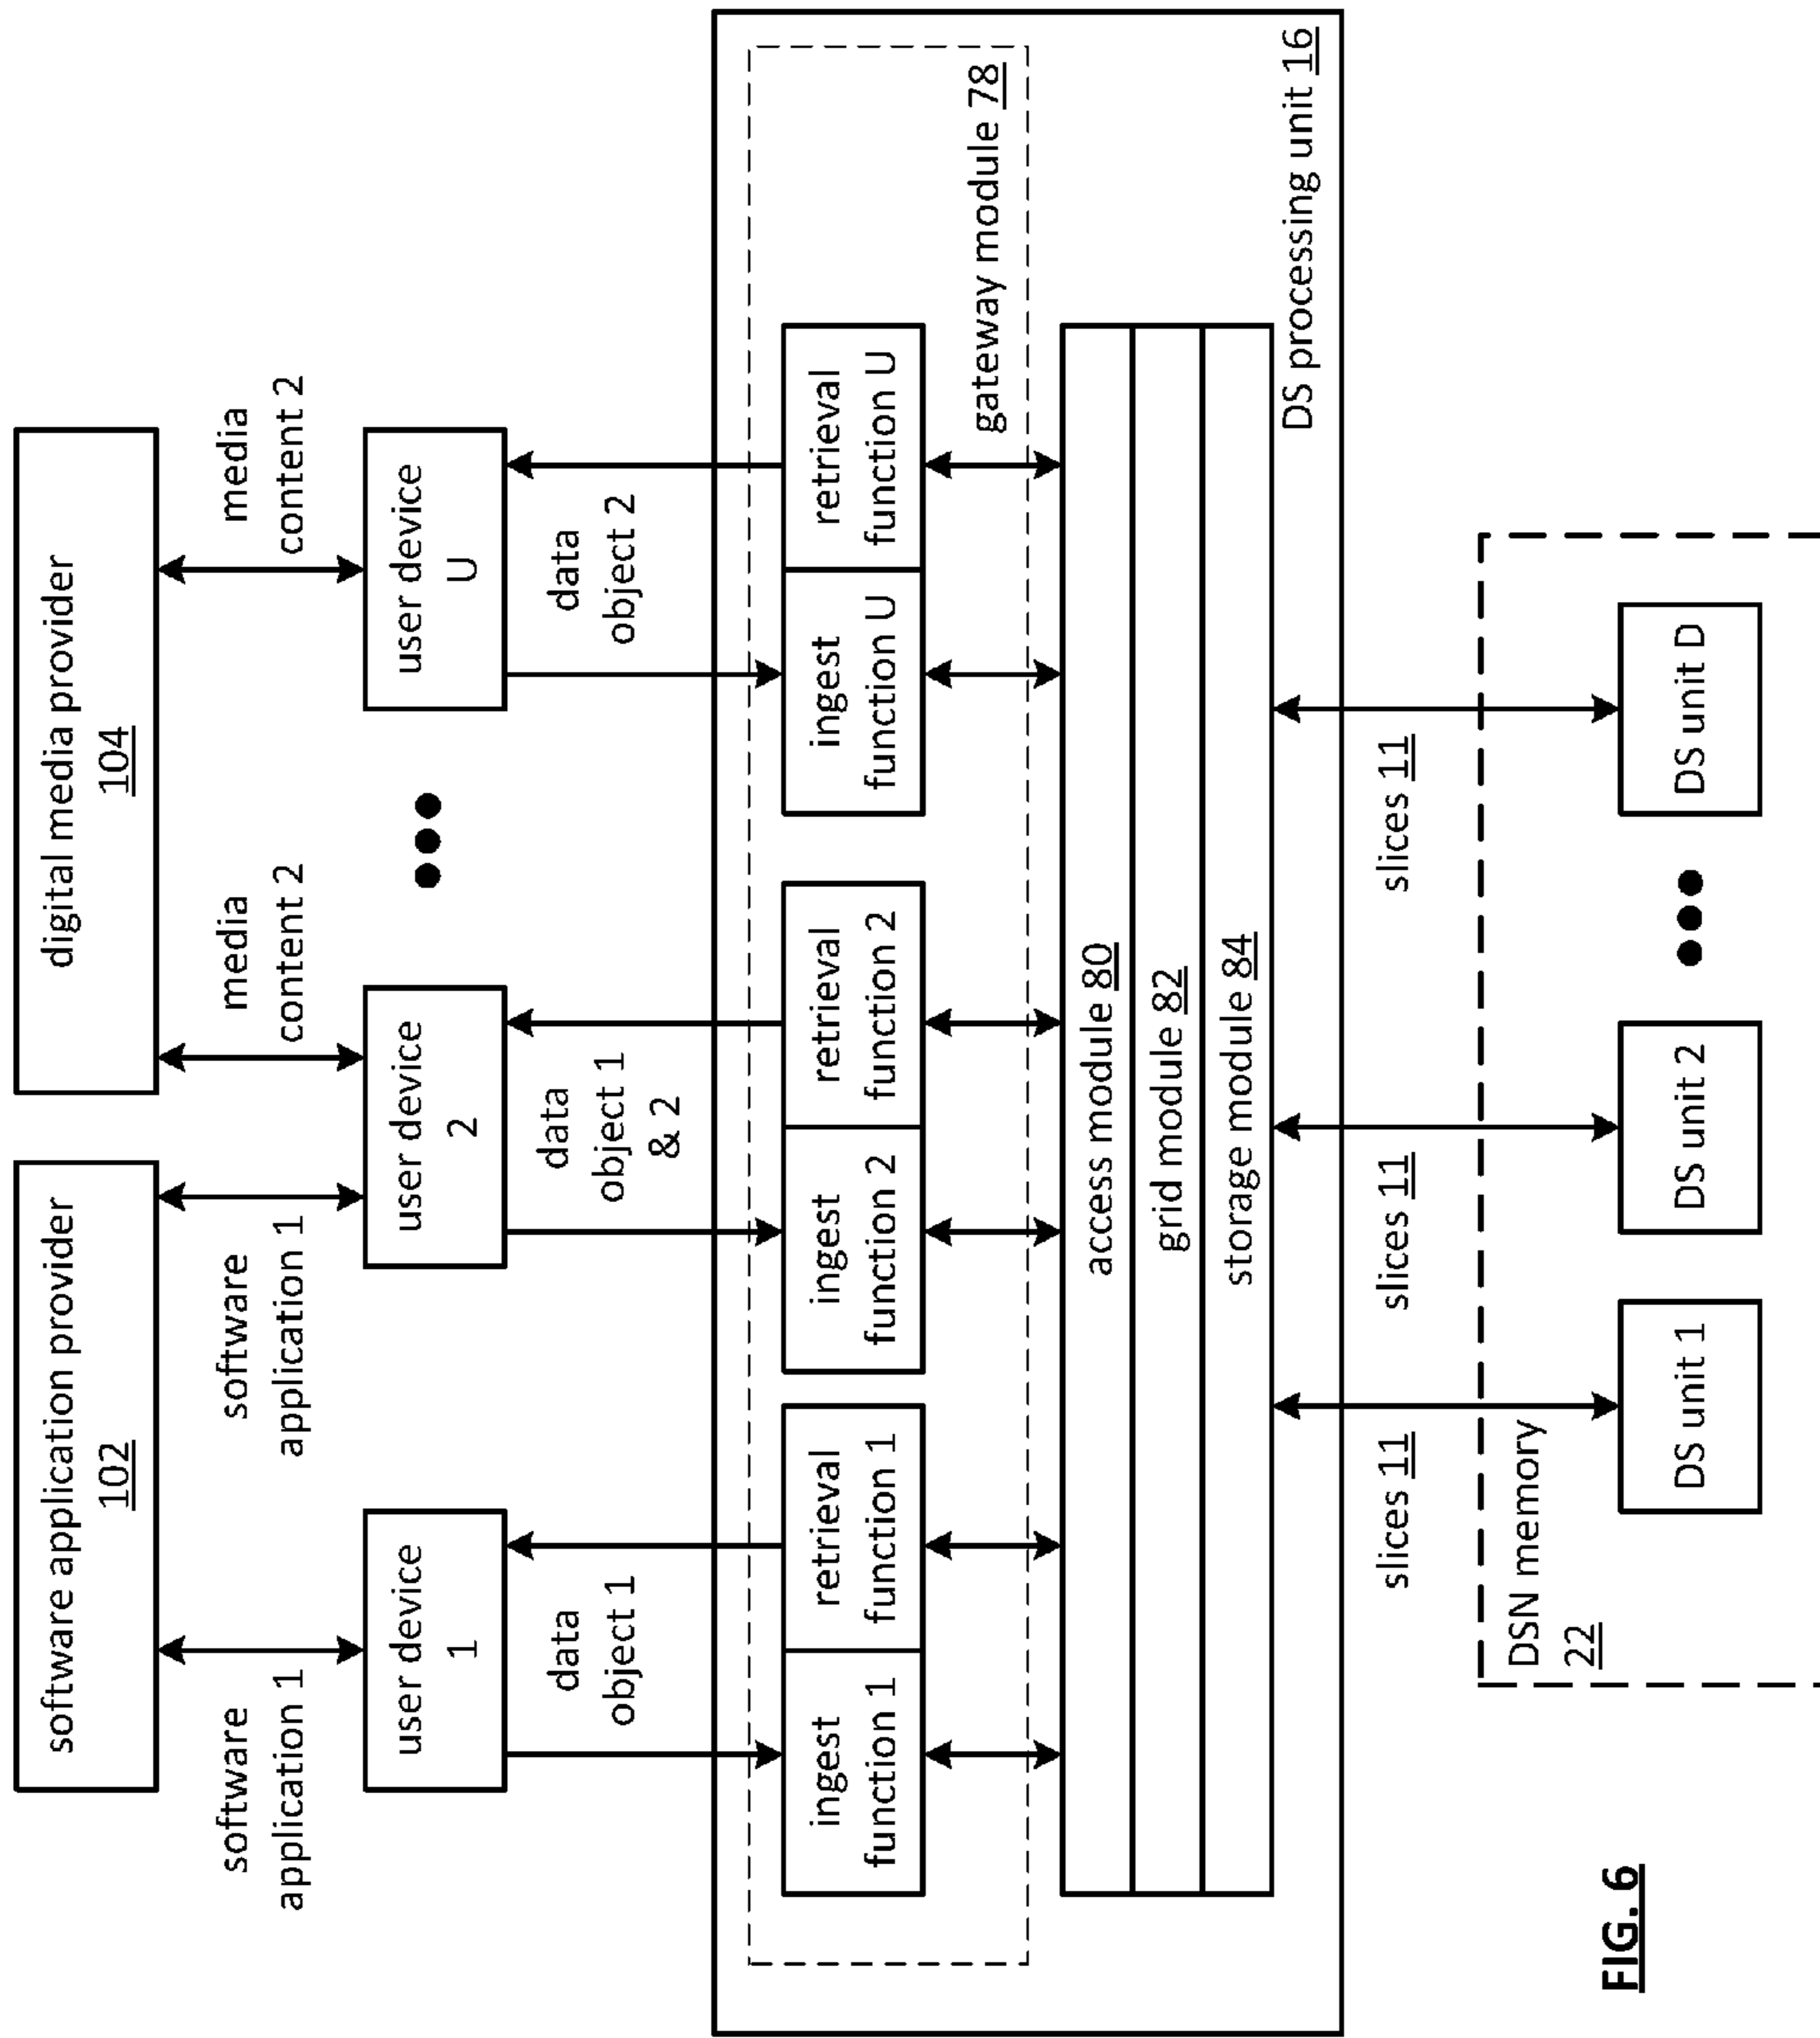 software application provider
102
digital media provider
104
software
application 1
software
application 1
media
content 2
media
content 2
user device
1
user device
2
user device
U
data
object 1
data
object 1
& 2
data
object 2
ingest
function 1
retrieval
function 1
ingest
function 2
retrieval
function 2
ingest
function U
retrieval
function U
gateway module 78
access module 80
grid module 82
storage module 84
DS processing unit 16
slices 11
slices 11
slices 11
DSN memory
22
DS unit 1
DS unit 2
DS unit D
FIG. 6